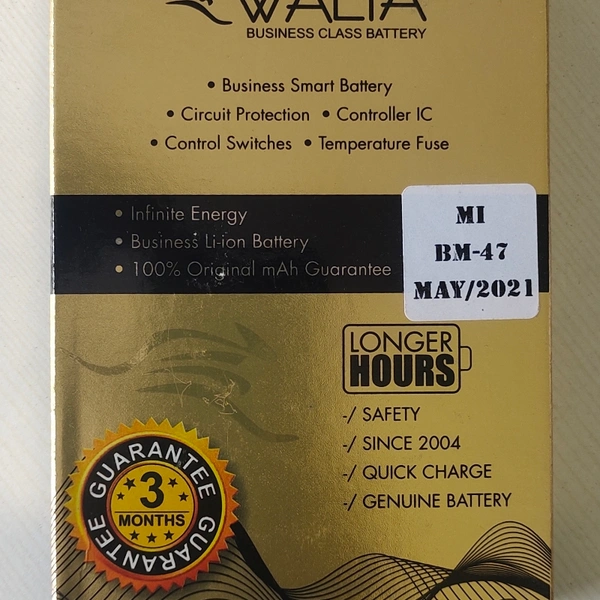 WALTA
BUSINESS CLASS BATTERY
• Business Smart Battery
• Circuit Protection • Controller IC
• Control Switches • Temperature Fuse
• Infinite Energy
• Business Li-ion Battery
• 100% Original mAh Guarantee
MI
BM-47
MAY/2021
LONGER
HOURS
-/ SAFETY
-/ SINCE 2004
-/ QUICK CHARGE
-/ GENUINE BATTERY
GUARANTEE
3
MONTHS
GUARANTEE